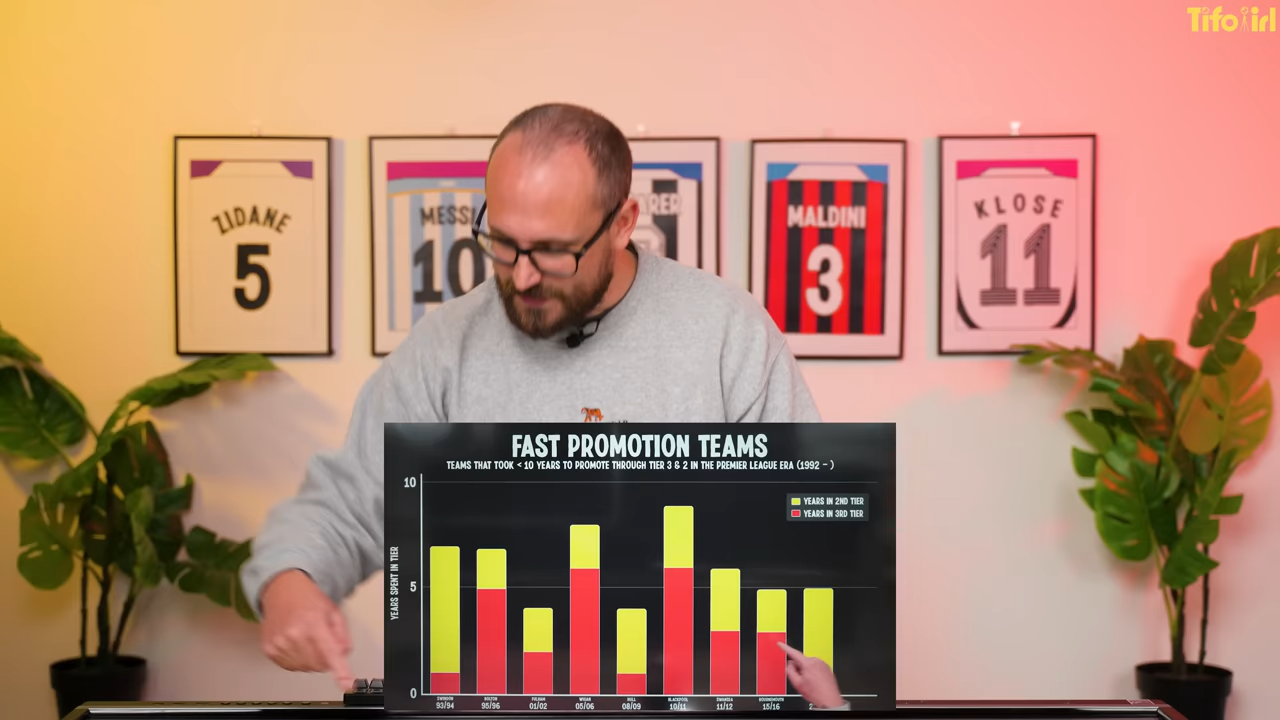 Tifo irl
ZIDANE
5
MESSI
10
MALDINI
3
KLOSE
11
FAST PROMOTION TEAMS
TEAMS THAT TOOK < 10 YEARS TO PROMOTE THROUGH TIER 3 & 2 IN THE PREMIER LEAGUE ERA (1992 - )
10
YEARS IN 2ND TIER
YEARS IN 3RD TIER
YEARS SPENT IN TIER
5
0
SWINDON BOLTON FULHAM WIGAN HULL BLACKPOOL SWANSEA BOURNEMOUTH
93/94 95/96 01/02 05/06 08/09 10/11 11/12 15/16